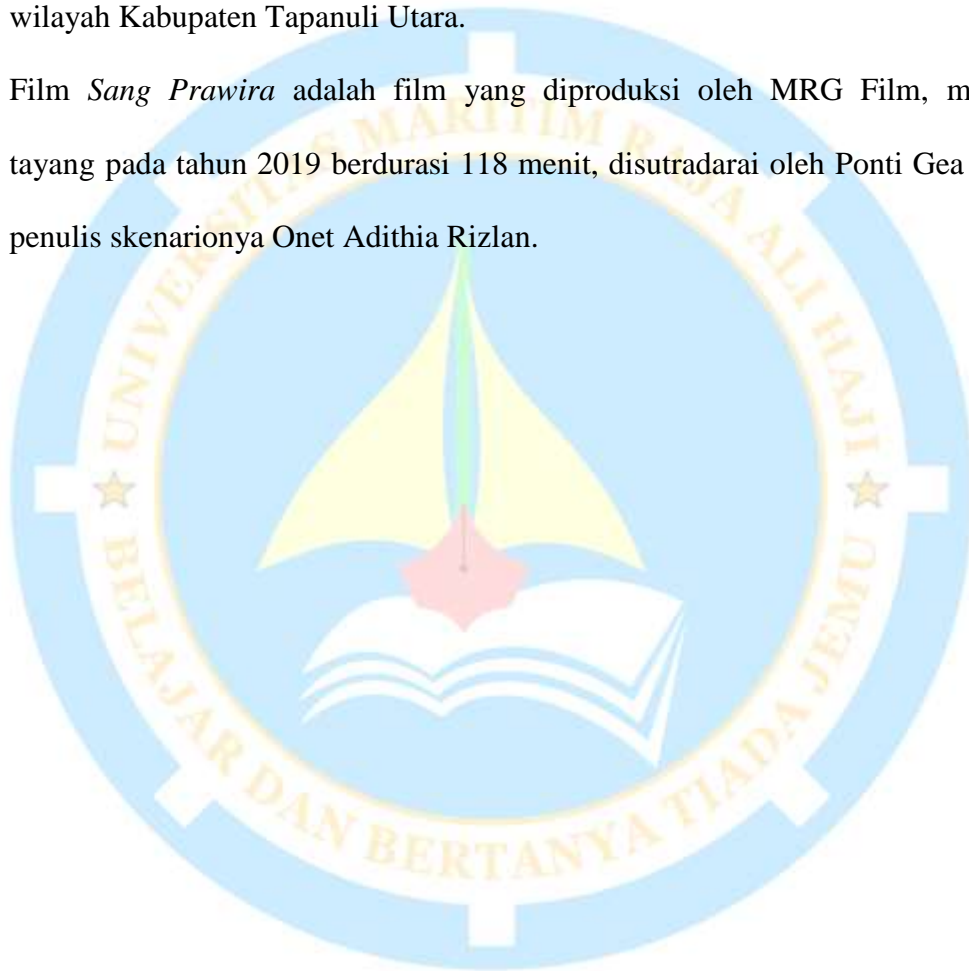 wilayah Kabupaten Tapanuli Utara.
Film Sang Prawira adalah film yang diproduksi oleh MRG Film, m
tayang pada tahun 2019 berdurasi 118 menit, disutradarai oleh Ponti Gea
penulis skenarionya Onet Adithia Rizlan.
UNIVERSITAS MARITIM RAJA ALI HAJI
BELAJAR DAN BERTANYA TIADA JEMU